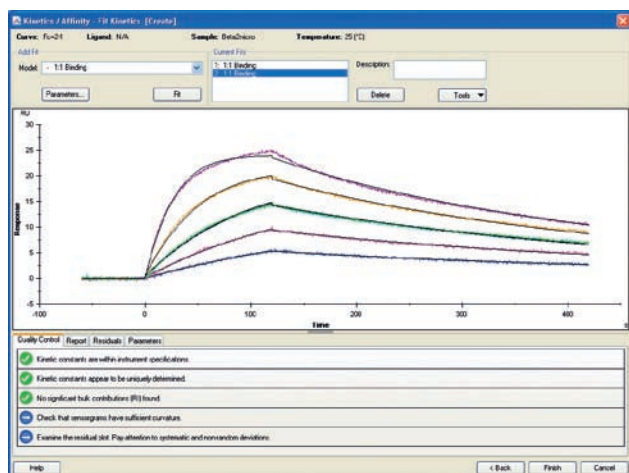 Kinetics / Affinity - Fit Kinetics [Create]
Curve: Fc=2-1 Ligand: N/A Sample: Beta2micro Temperature: 25 (°C)
Add Fit
Current Fits
Model: - 1:1 Binding
1: 1:1 Binding
2: 1:1 Binding
Description:
Parameters... Fit Delete Tools
RU
30
25
20
15
10
5
0
-5
Response
-100 0 100 200 300 400
Time
s
Quality Control Report Residuals Parameters
Kinetic constants are within instrument specifications.
Kinetic constants appear to be uniquely determined.
No significant bulk contributions (RI) found.
Check that sensorgrams have sufficient curvature.
Examine the residual plot. Pay attention to systematic and non-random deviations.
Help < Back Finish Cancel